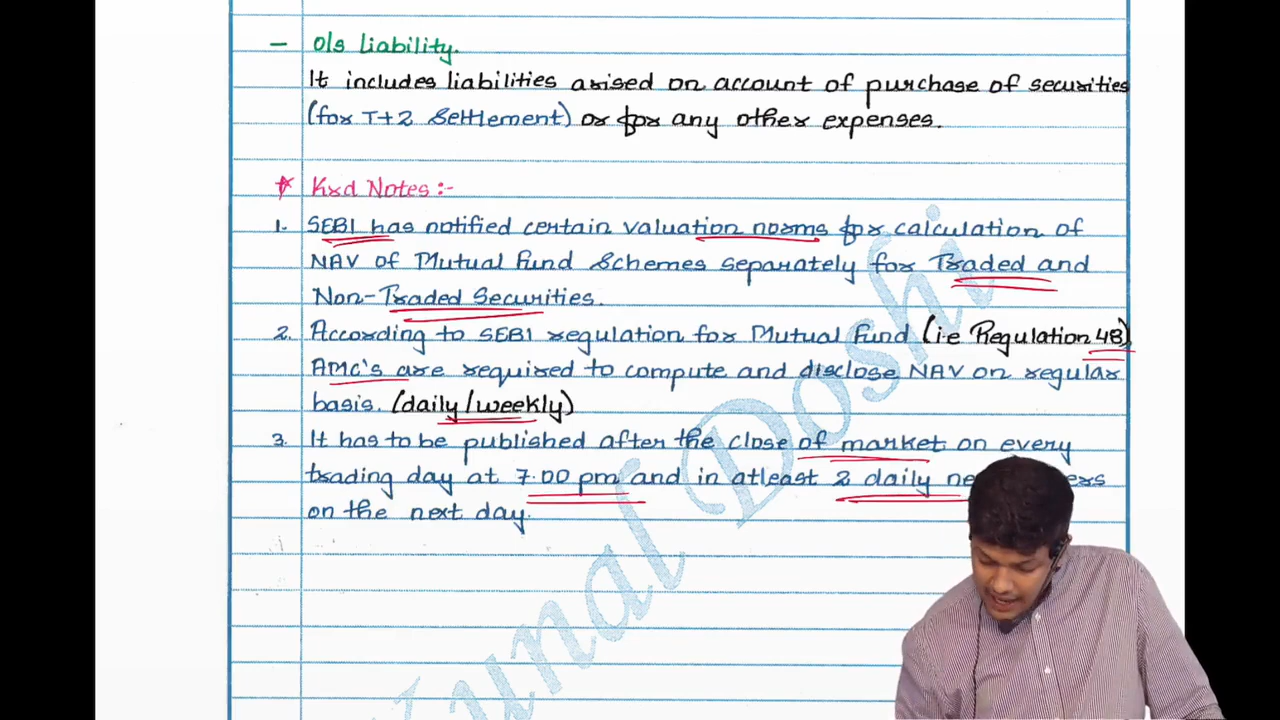 - O/s liability.
It includes liabilities arised on account of purchase of securities
(for T+2 Settlement) or for any other expenses.
* Kxd Notes :-
1. SEBI has notified certain valuation norms for calculation of
NAV of Mutual Fund Schemes separately for Traded and
Non-Traded Securities.
2. According to SEBI regulation for Mutual Fund (i.e Regulation 48)
AMC's are required to compute and disclose NAV on regular
basis. (daily/weekly)
3. It has to be published after the close of market on every
trading day at 7.00 pm and in atleast 2 daily
on the next day.
Kunal Doshi